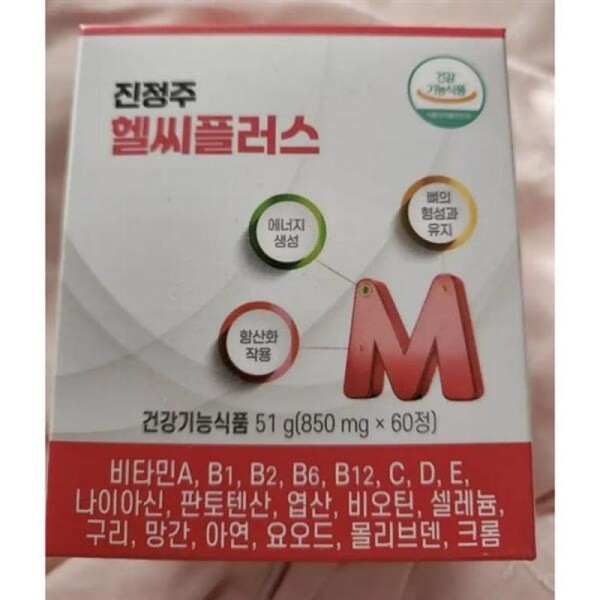 진정주
헬씨플러스
건강
기능식품
에너지
생성
뼈의
형성과
유지
항산화
작용
M
건강기능식품 51 g(850 mg × 60정)
비타민A, B1, B2, B6, B12, C, D, E,
나이아신, 판토텐산, 엽산, 비오틴, 셀레늄,
구리, 망간, 아연, 요오드, 몰리브덴, 크롬